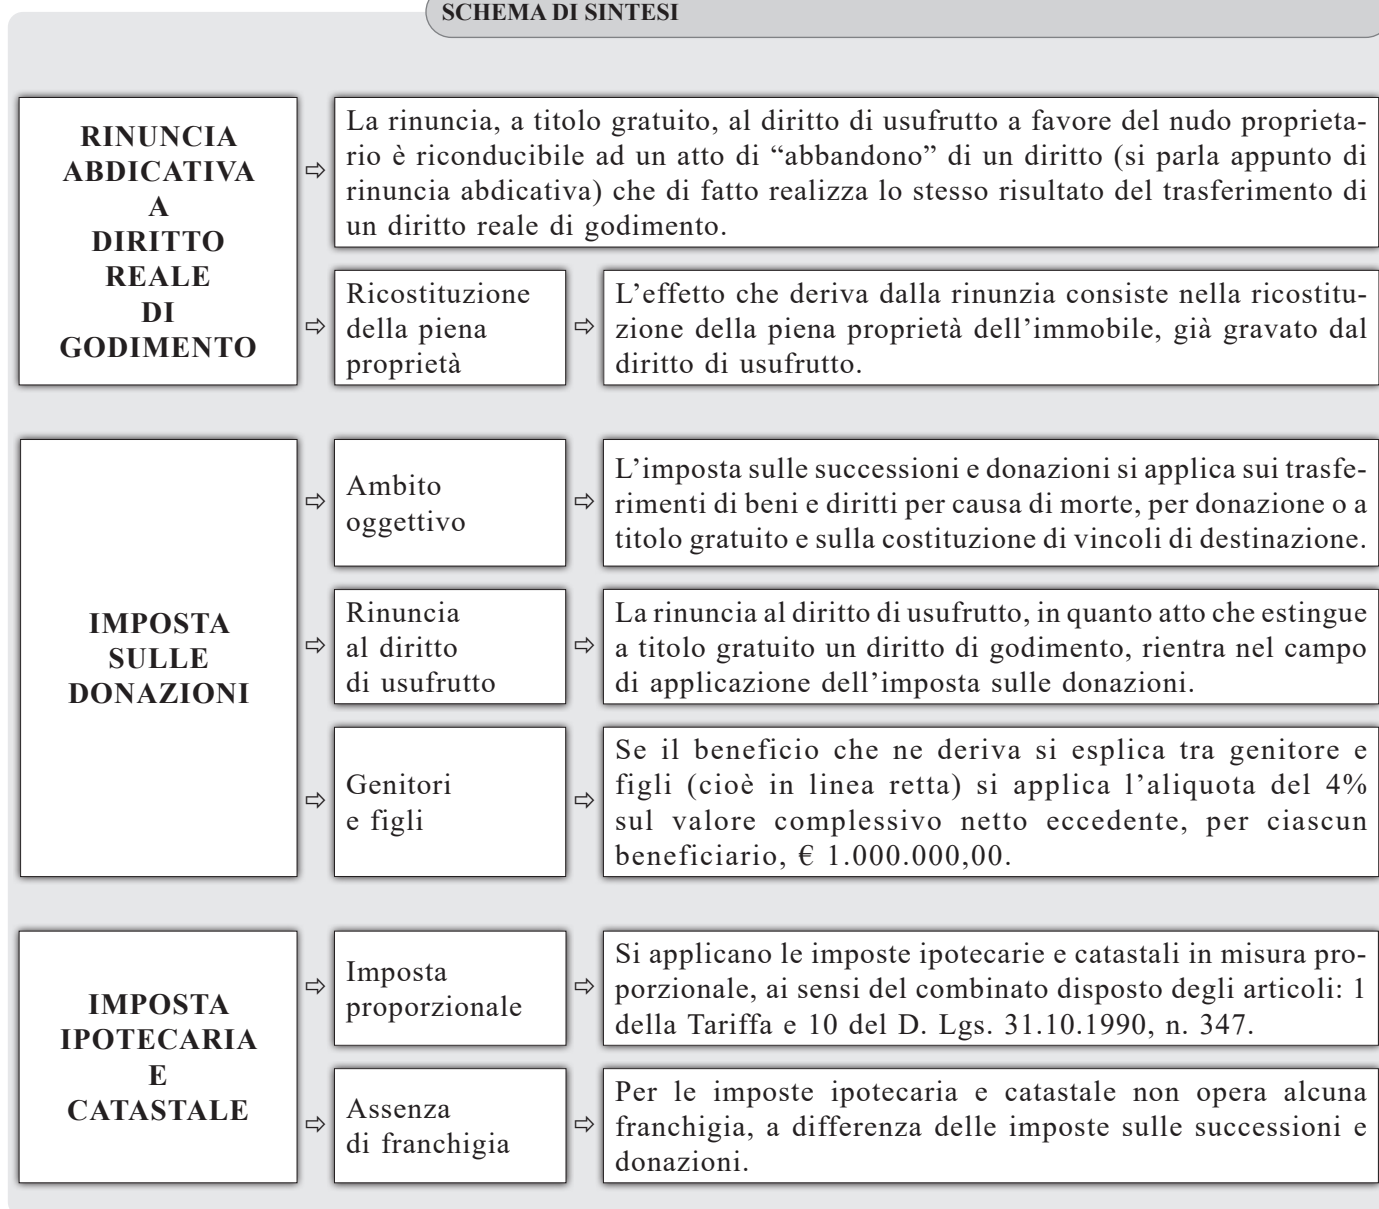 SCHEMA DI SINTESI
RINUNCIA
ABDICATIVA
A
DIRITTO
REALE
DI
GODIMENTO
⇨
La rinuncia, a titolo gratuito, al diritto di usufrutto a favore del nudo proprieta-
rio è riconducibile ad un atto di “abbandono” di un diritto (si parla appunto di
rinuncia abdicativa) che di fatto realizza lo stesso risultato del trasferimento di
un diritto reale di godimento.
⇨
Ricostituzione
della piena
proprietà
⇨
L’effetto che deriva dalla rinunzia consiste nella ricostitu-
zione della piena proprietà dell’immobile, già gravato dal
diritto di usufrutto.
IMPOSTA
SULLE
DONAZIONI
⇨
Ambito
oggettivo
⇨
L’imposta sulle successioni e donazioni si applica sui trasfe-
rimenti di beni e diritti per causa di morte, per donazione o a
titolo gratuito e sulla costituzione di vincoli di destinazione.
⇨
Rinuncia
al diritto
di usufrutto
⇨
La rinuncia al diritto di usufrutto, in quanto atto che estingue
a titolo gratuito un diritto di godimento, rientra nel campo
di applicazione dell’imposta sulle donazioni.
⇨
Genitori
e figli
⇨
Se il beneficio che ne deriva si esplica tra genitore e
figli (cioè in linea retta) si applica l’aliquota del 4%
sul valore complessivo netto eccedente, per ciascun
beneficiario, € 1.000.000,00.
IMPOSTA
IPOTECARIA
E
CATASTALE
⇨
Imposta
proporzionale
⇨
Si applicano le imposte ipotecarie e catastali in misura pro-
porzionale, ai sensi del combinato disposto degli articoli: 1
della Tariffa e 10 del D. Lgs. 31.10.1990, n. 347.
⇨
Assenza
di franchigia
⇨
Per le imposte ipotecaria e catastale non opera alcuna
franchigia, a differenza delle imposte sulle successioni e
donazioni.